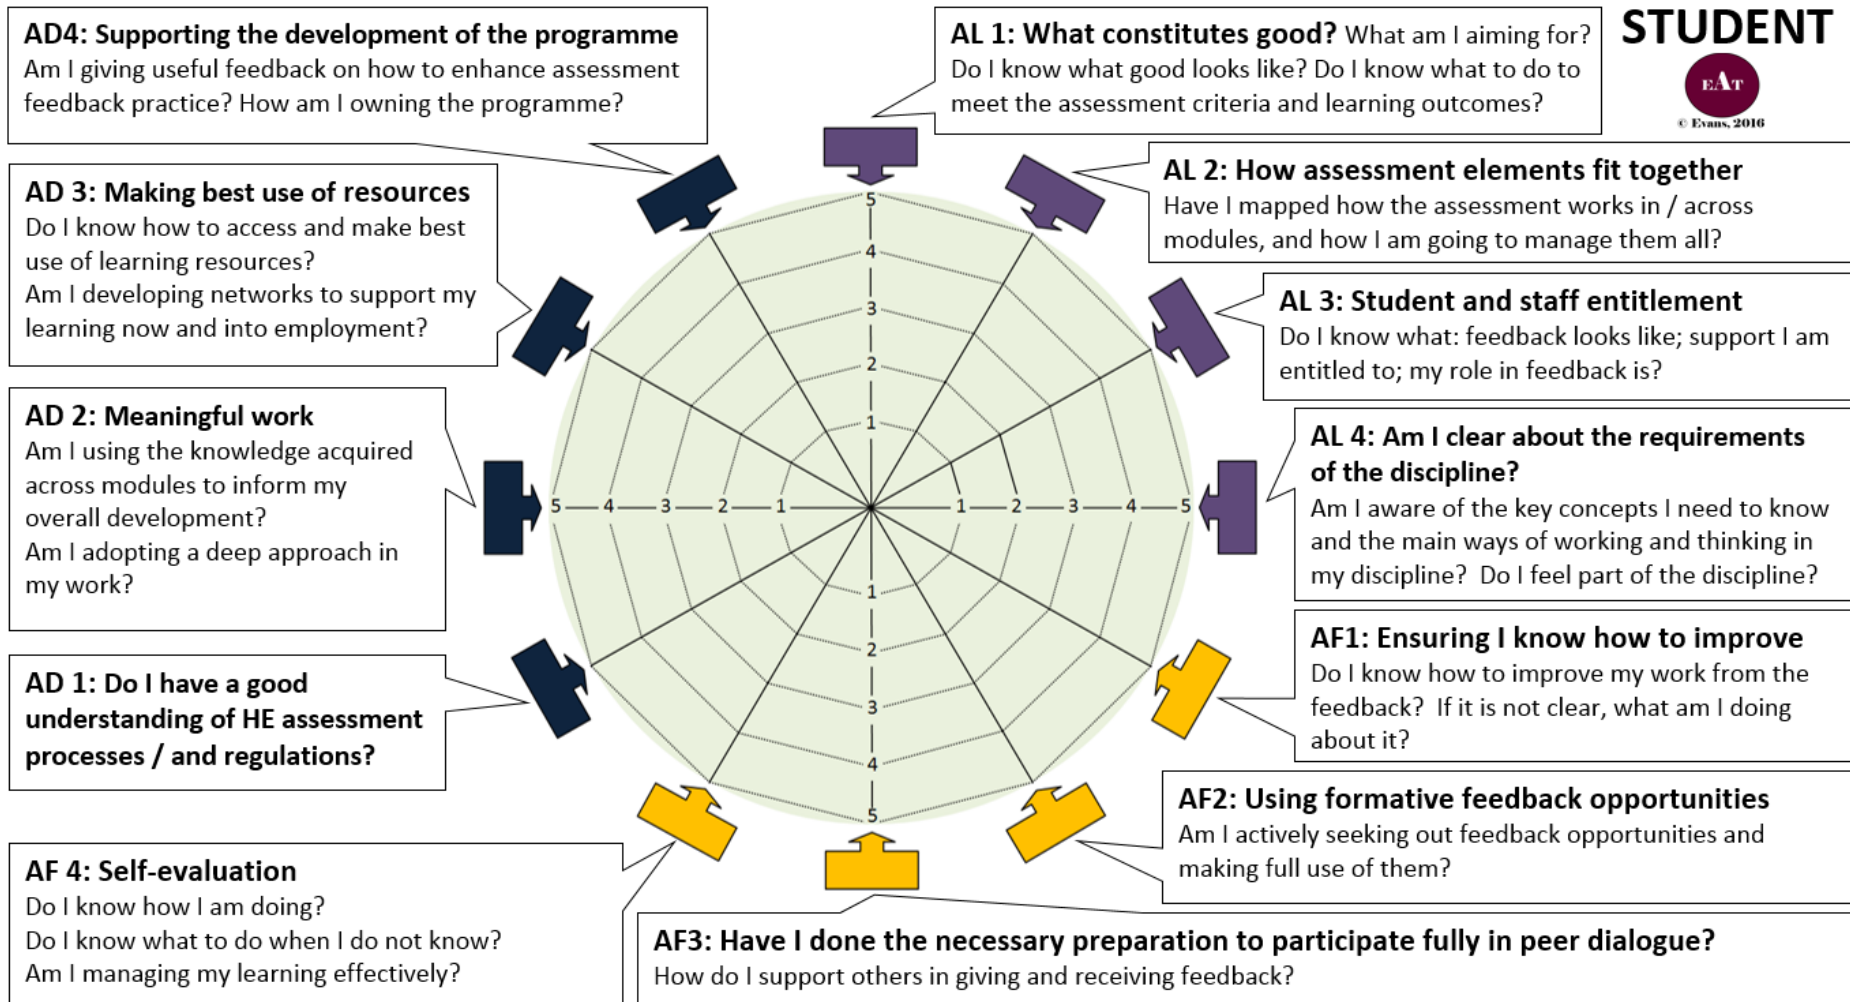 AD4: Supporting the development of the programme
Am I giving useful feedback on how to enhance assessment
feedback practice? How am I owning the programme?
AL 1: What constitutes good? What am I aiming for?
Do I know what good looks like? Do I know what to do to
meet the assessment criteria and learning outcomes?
STUDENT
EAT
© Evans, 2016
AL 2: How assessment elements fit together
Have I mapped how the assessment works in / across
modules, and how I am going to manage them all?
AD 3: Making best use of resources
Do I know how to access and make best
use of learning resources?
Am I developing networks to support my
learning now and into employment?
AL 3: Student and staff entitlement
Do I know what: feedback looks like; support I am
entitled to; my role in feedback is?
AD 2: Meaningful work
Am I using the knowledge acquired
across modules to inform my
overall development?
Am I adopting a deep approach in
my work?
AL 4: Am I clear about the requirements
of the discipline?
Am I aware of the key concepts I need to know
and the main ways of working and thinking in
my discipline?  Do I feel part of the discipline?
5
4
3
2
1
5 4 3 2 1 1 2 3 4 5
1
2
3
4
5
AD 1: Do I have a good
understanding of HE assessment
processes / and regulations?
AF1: Ensuring I know how to improve
Do I know how to improve my work from the
feedback?  If it is not clear, what am I doing
about it?
AF2: Using formative feedback opportunities
Am I actively seeking out feedback opportunities and
making full use of them?
AF 4: Self-evaluation
Do I know how I am doing?
Do I know what to do when I do not know?
Am I managing my learning effectively?
AF3: Have I done the necessary preparation to participate fully in peer dialogue?
How do I support others in giving and receiving feedback?